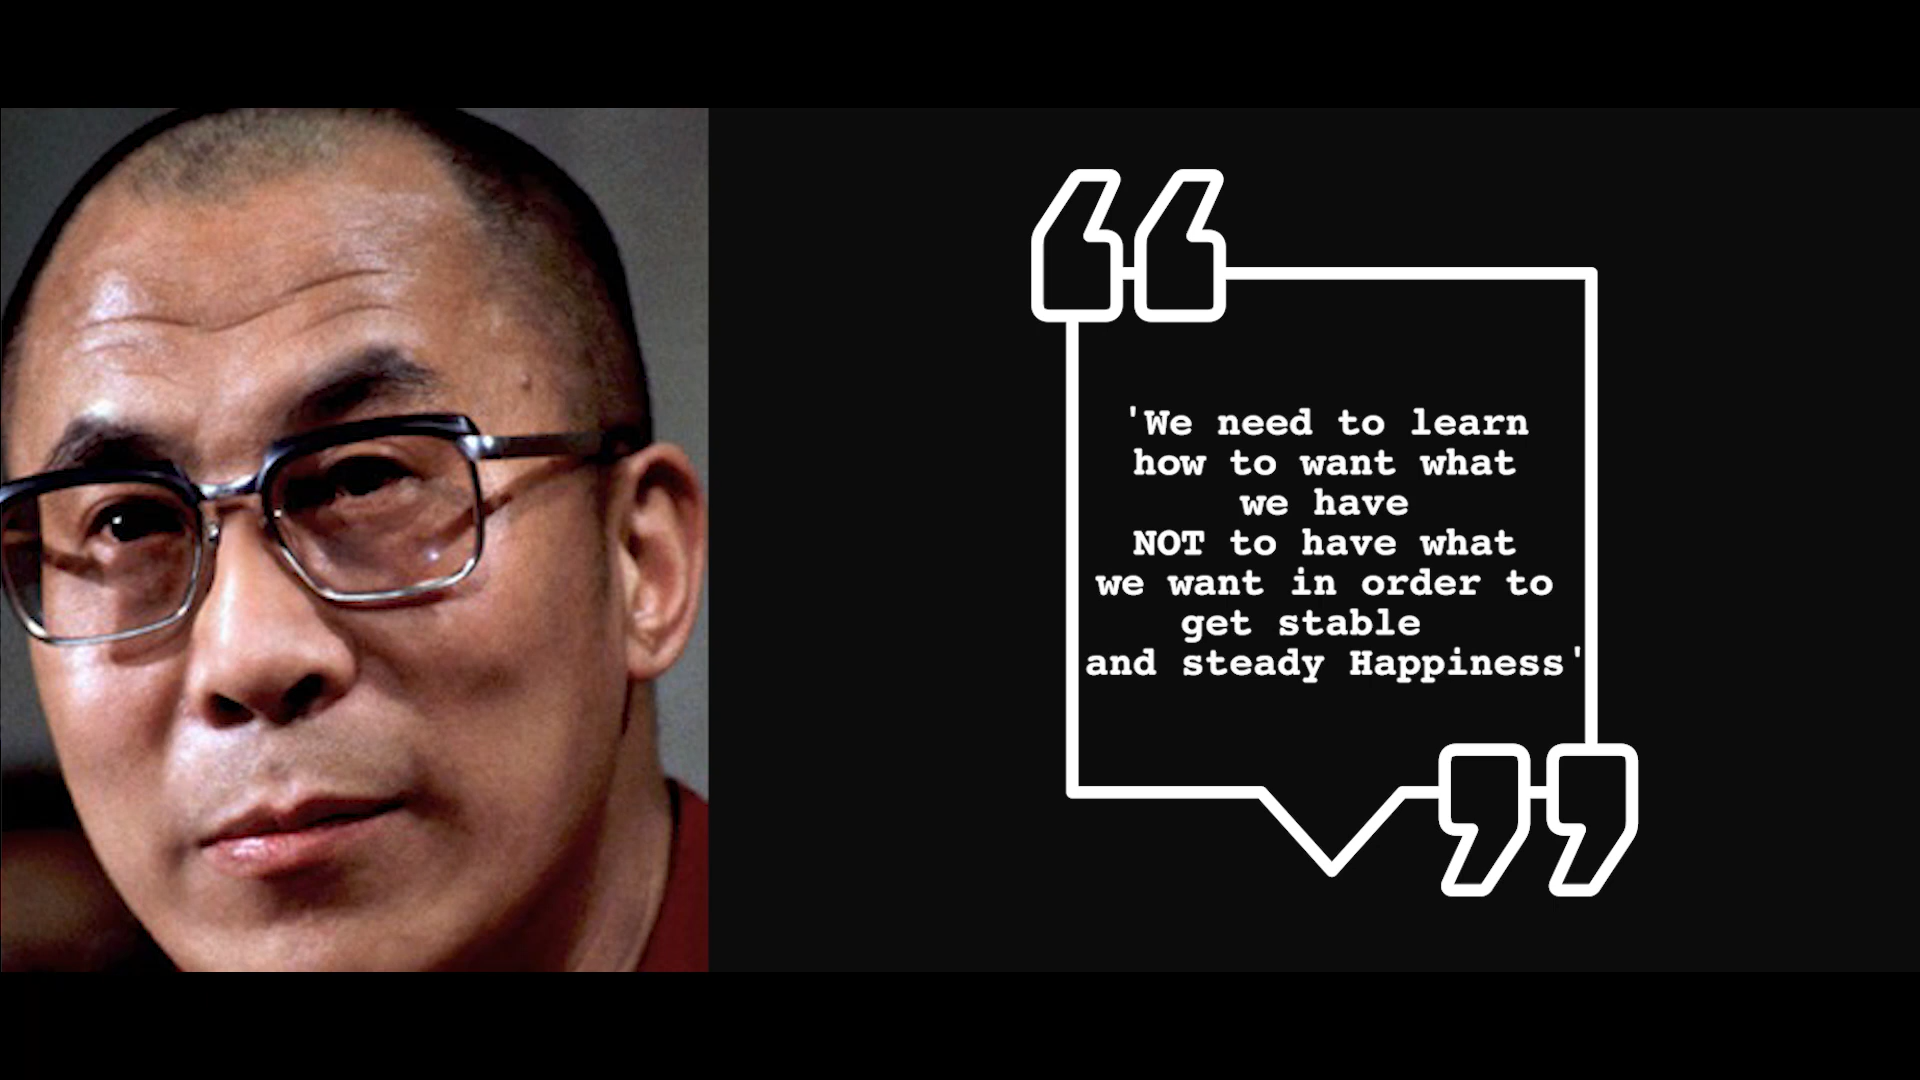 'We need to learn
how to want what
we have
NOT to have what
we want in order to
get stable
and steady Happiness'